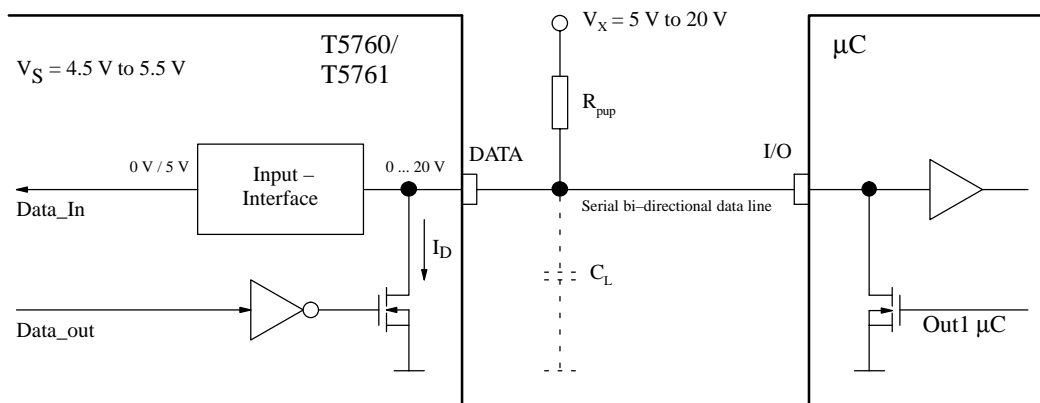 V_X = 5 V to 20 V
T5760/
T5761
μC
V_S = 4.5 V to 5.5 V
R_pup
0 V / 5 V
Input –
Interface
0 ... 20 V
DATA
I/O
Data_In
Serial bi–directional data line
I_D
C_L
Data_out
Out1 μC